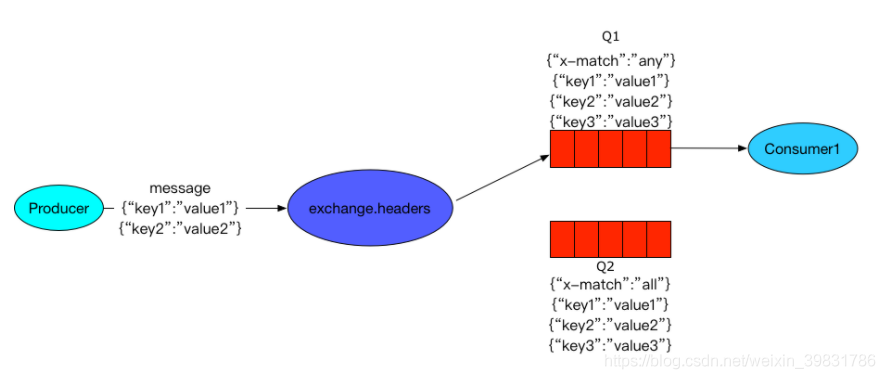 Q1
{“x-match”:”any”}
{“key1”:”value1”}
{“key2”:”value2”}
{“key3”:”value3”}
Consumer1
message
Producer
{“key1”:”value1”}
exchange.headers
{“key2”:”value2”}
Q2
{“x-match”:”all”}
{“key1”:”value1”}
{“key2”:”value2”}
{“key3”:”value3”}
https://blog.csdn.net/weixin_39831786